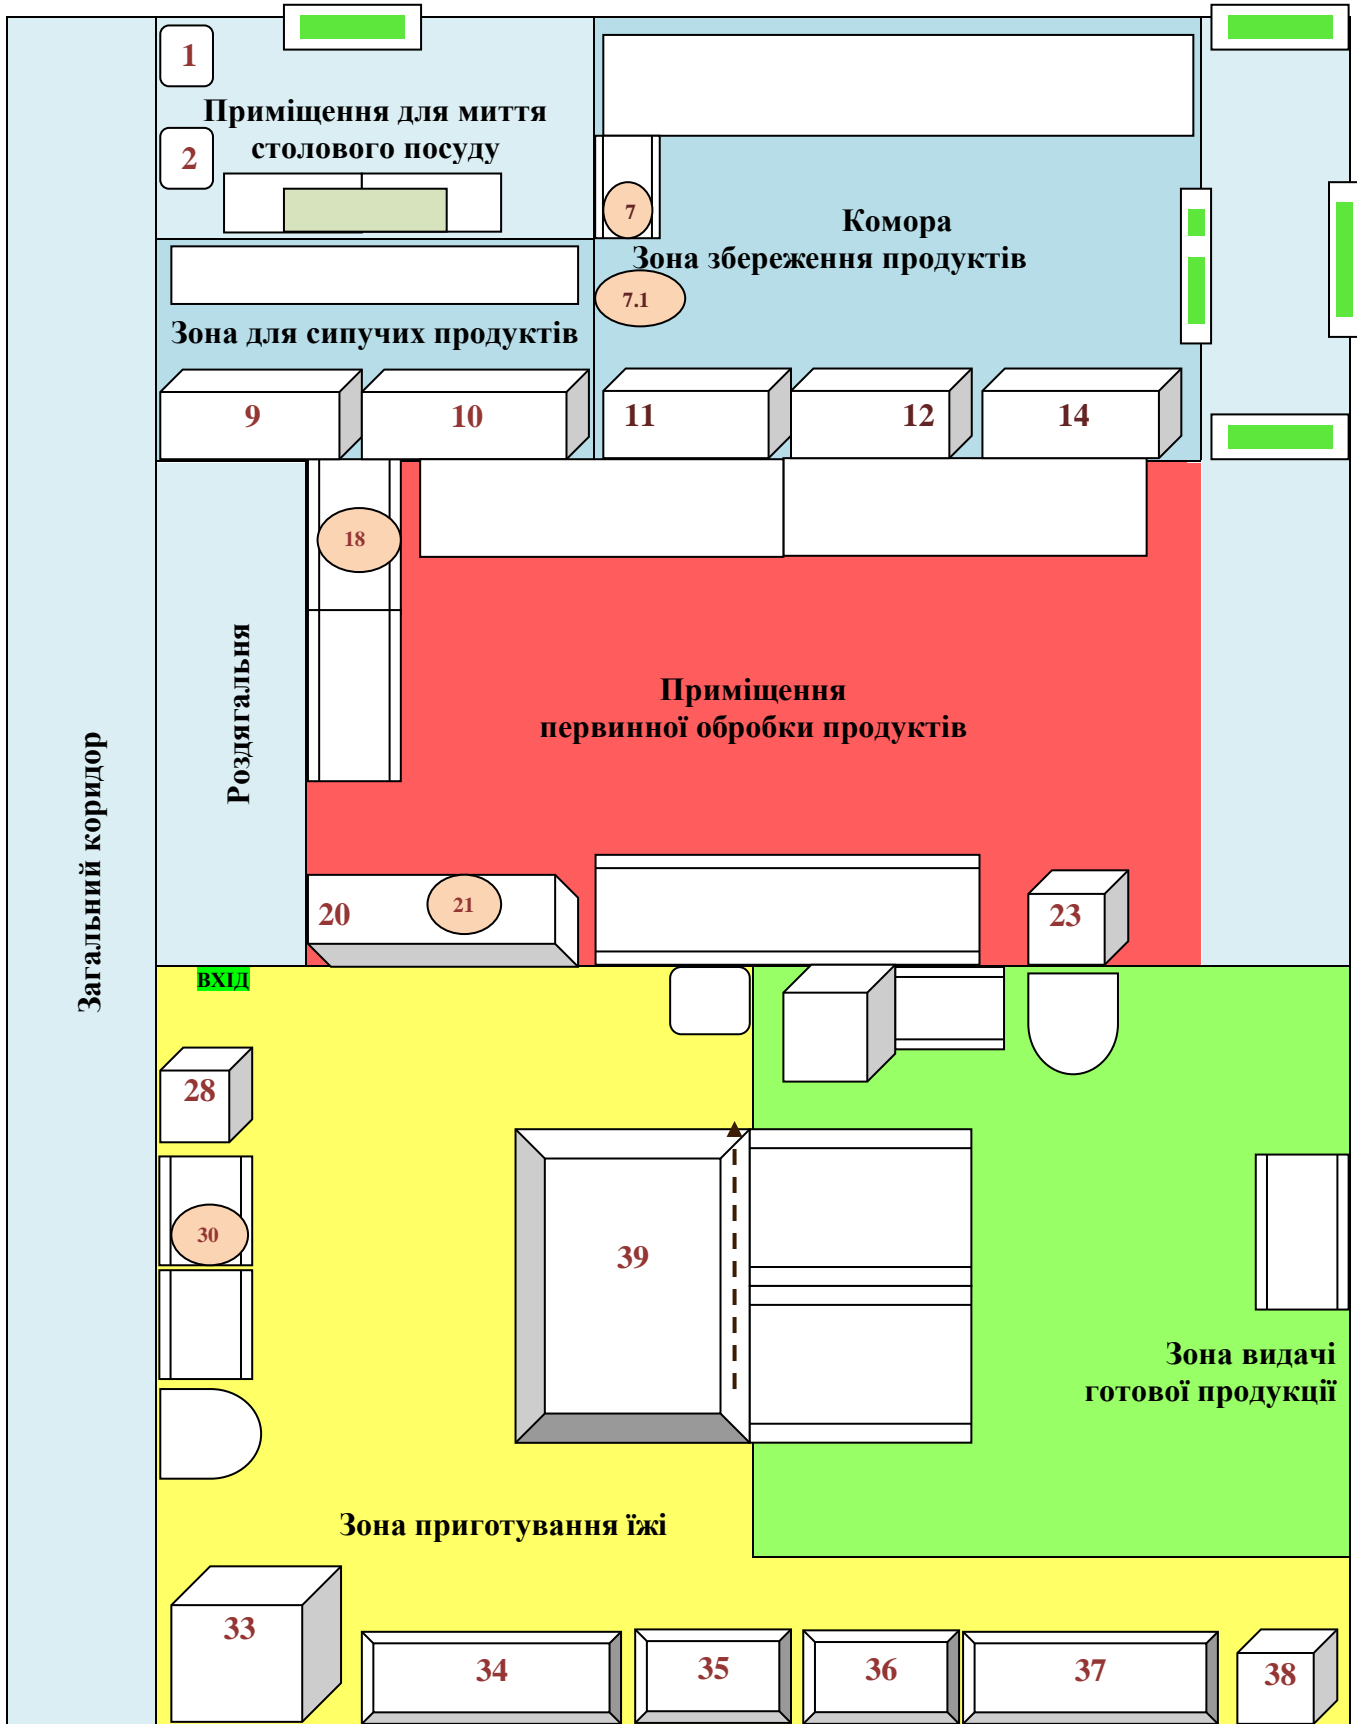 1
Приміщення для миття
столового посуду
2
7
Комора
Зона збереження продуктів
7.1
Зона для сипучих продуктів
9
10
11
12
14
18
Роздягальня
Приміщення
первинної обробки продуктів
Загальний коридор
20
21
23
ВХІД
28
30
39
Зона видачі
готової продукції
Зона приготування їжі
33
34
35
36
37
38